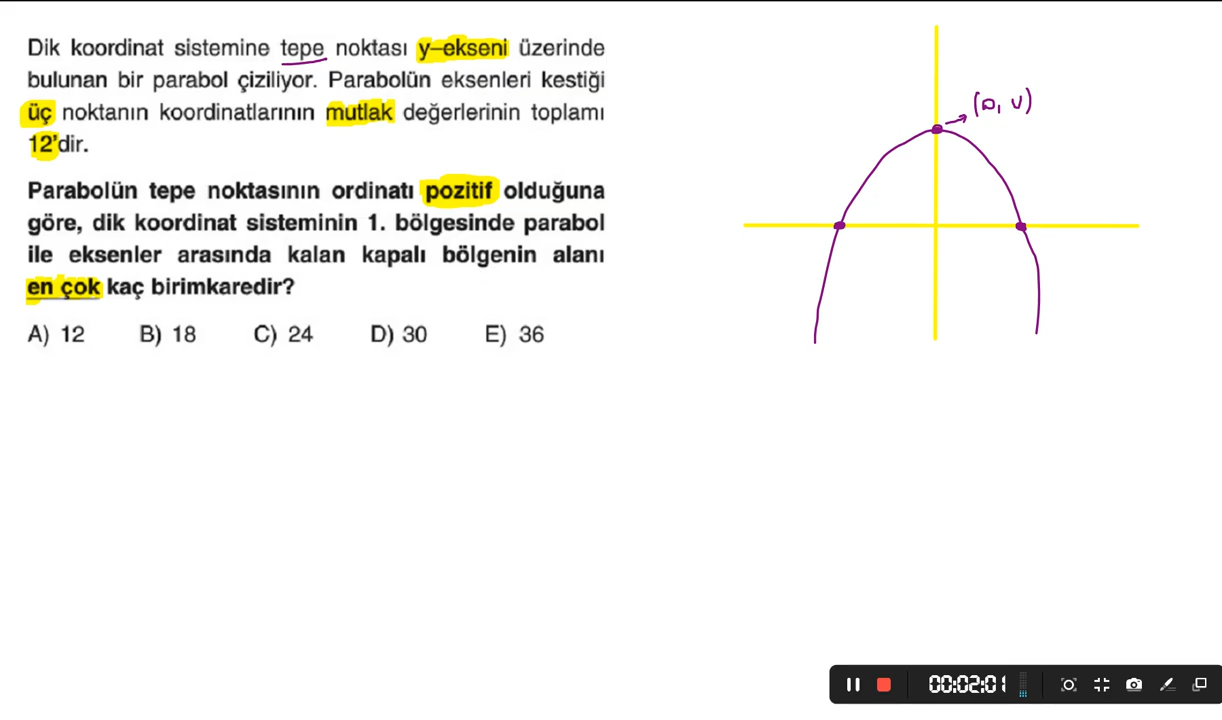 Dik koordinat sistemine tepe noktası y–ekseni üzerinde
bulunan bir parabol çiziliyor. Parabolün eksenleri kestiği
üç noktanın koordinatlarının mutlak değerlerinin toplamı
12'dir.
Parabolün tepe noktasının ordinatı pozitif olduğuna
göre, dik koordinat sisteminin 1. bölgesinde parabol
ile eksenler arasında kalan kapalı bölgenin alanı
en çok kaç birimkaredir?
A) 12 B) 18 C) 24 D) 30 E) 36
(0, v)
00:02:01